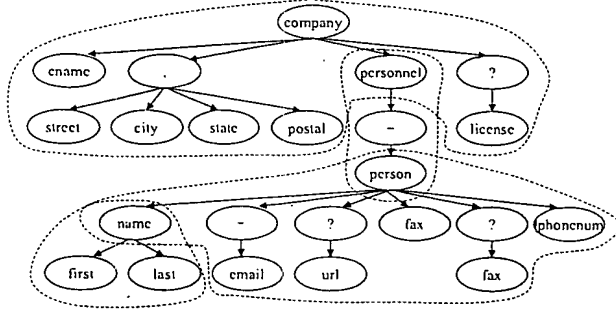 company
cname , personnel ?
street city state postal - license
person
name - ? fax ? phonenum
first last email url fax